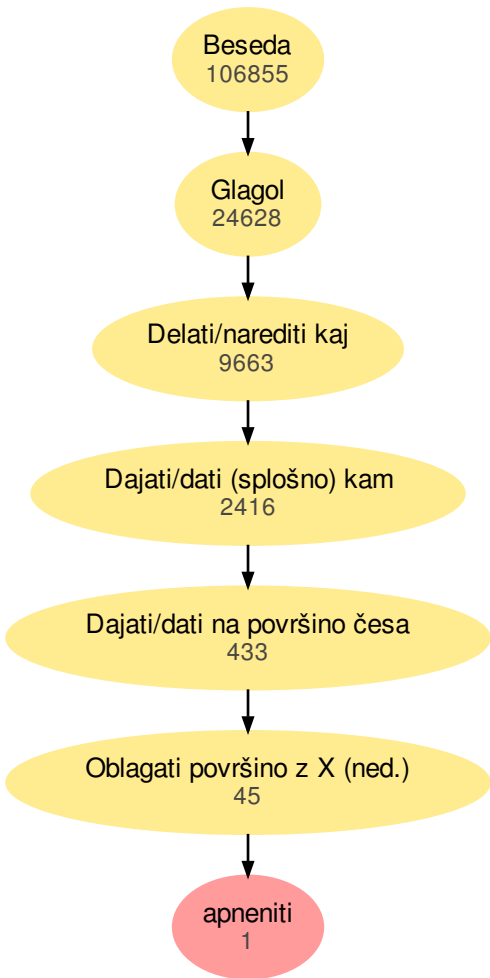 Beseda
106855
Glagol
24628
Delati/narediti kaj
9663
Dajati/dati (splošno) kam
2416
Dajati/dati na površino česa
433
Oblagati površino z X (ned.)
45
apneniti
1